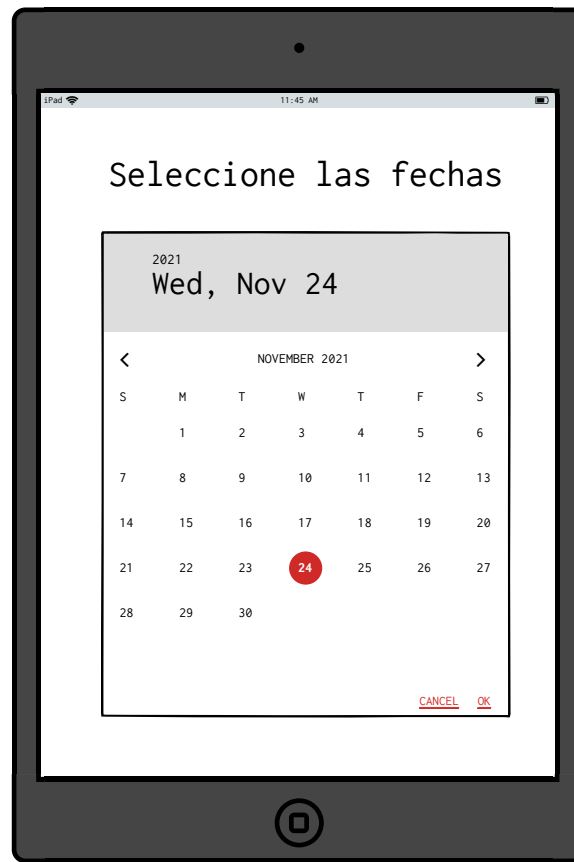 iPad 11:45 AM
Seleccione las fechas
2021
Wed, Nov 24
NOVEMBER 2021
S M T W T F S
1 2 3 4 5 6
7 8 9 10 11 12 13
14 15 16 17 18 19 20
21 22 23 24 25 26 27
28 29 30
CANCEL OK